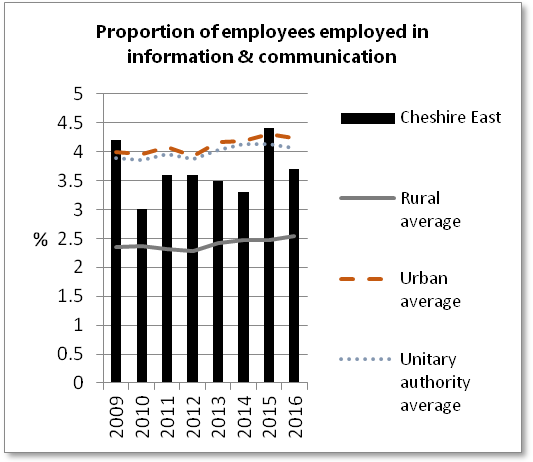 Proportion of employees employed in
information & communication
5
4.5
4
3.5
3
2.5
2
1.5
1
0.5
0
%
2009
2010
2011
2012
2013
2014
2015
2016
Cheshire East
Rural
average
Urban
average
Unitary
authority
average